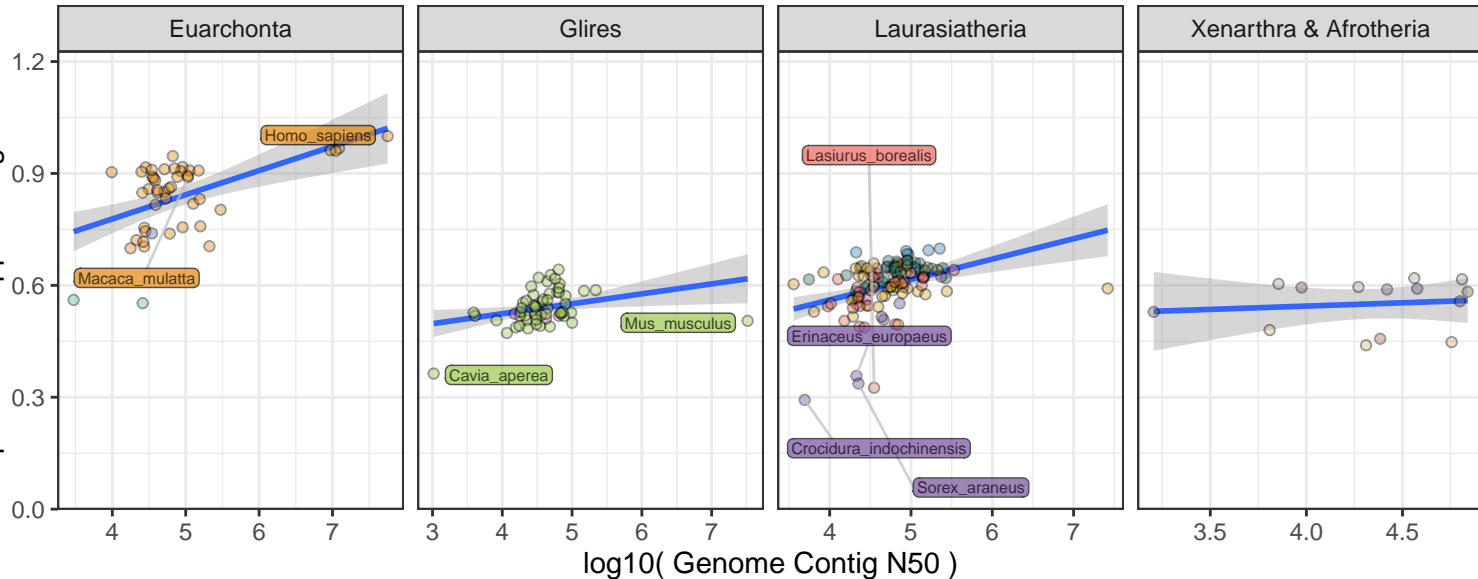 Euarchonta Glires Laurasiatheria Xenarthra & Afrotheria
1.2
0.9
0.6
0.3
0.0
Homo_sapiens
Macaca_mulatta
Mus_musculus
Cavia_aperea
Lasiurus_borealis
Erinaceus_europaeus
Crocidura_indochinensis
Sorex_araneus
4 5 6 7 3 4 5 6 7 4 5 6 7 3.5 4.0 4.5
log10( Genome Contig N50 )